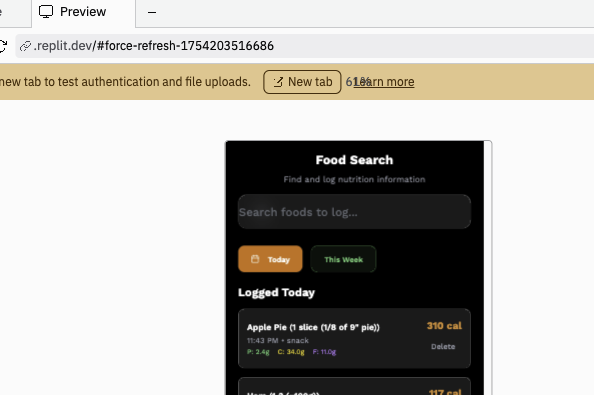 Preview
.replit.dev/#force-refresh-1754203516686
new tab to test authentication and file uploads. New tab Learn more
Food Search
Find and log nutrition information
Search foods to log...
Today This Week
Logged Today
Apple Pie (1 slice (1/8 of 9" pie)) 310 cal
11:43 PM • snack Delete
P: 2.4g C: 34.0g F: 11.0g
117 cal